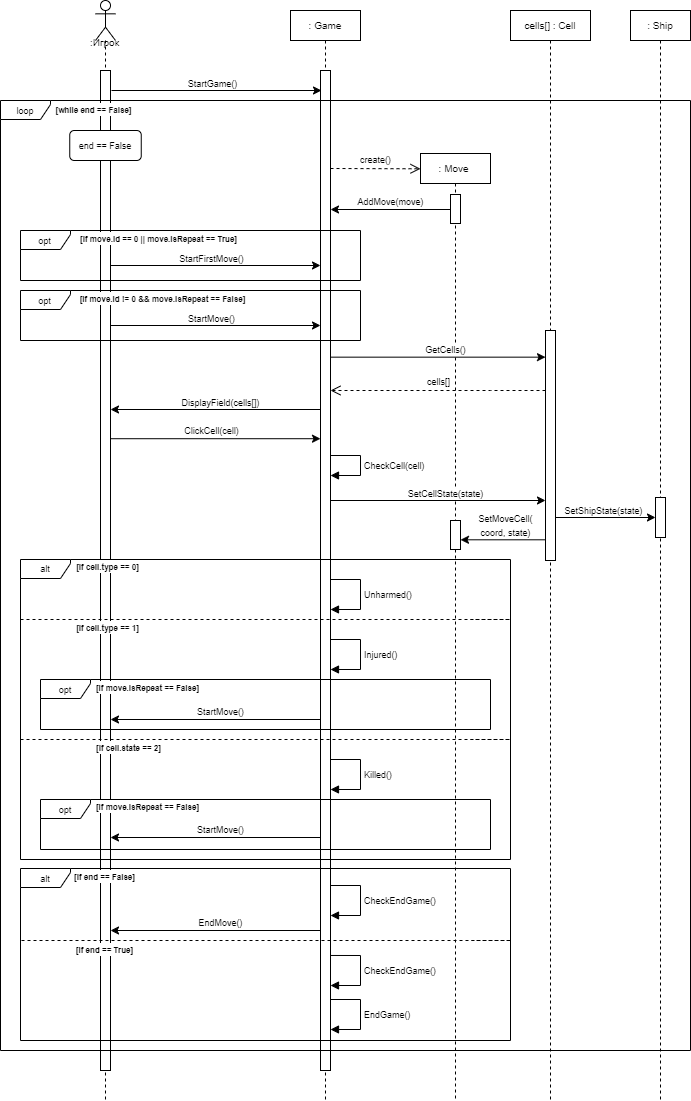 :Игрок
: Game
cells[] : Cell
: Ship
StartGame()
loop
[while end == False]
end == False
create()
: Move
AddMove(move)
opt
[if move.id == 0 || move.isRepeat == True]
StartFirstMove()
opt
[if move.id != 0 && move.isRepeat == False]
StartMove()
GetCells()
cells[]
DisplayField(cells[])
ClickCell(cell)
CheckCell(cell)
SetCellState(state)
SetShipState(state)
SetMoveCell(
coord, state)
alt
[if cell.type == 0]
Unharmed()
[if cell.type == 1]
Injured()
opt
[if move.isRepeat == False]
StartMove()
[if cell.state == 2]
Killed()
opt
[if move.isRepeat == False]
StartMove()
alt
[if end == False]
CheckEndGame()
EndMove()
[if end == True]
CheckEndGame()
EndGame()